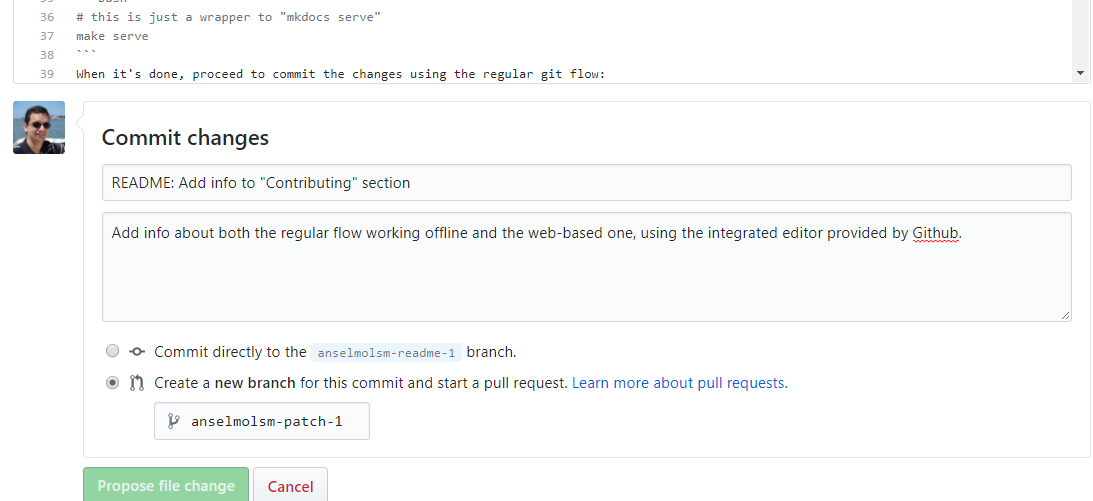 36 # this is just a wrapper to "mkdocs serve"
37 make serve
38 ```
39 When it's done, proceed to commit the changes using the regular git flow:
Commit changes
README: Add info to "Contributing" section
Add info about both the regular flow working offline and the web-based one, using the integrated editor provided by Github.
Commit directly to the anselmolsm-readme-1 branch.
Create a new branch for this commit and start a pull request. Learn more about pull requests.
anselmolsm-patch-1
Propose file change Cancel